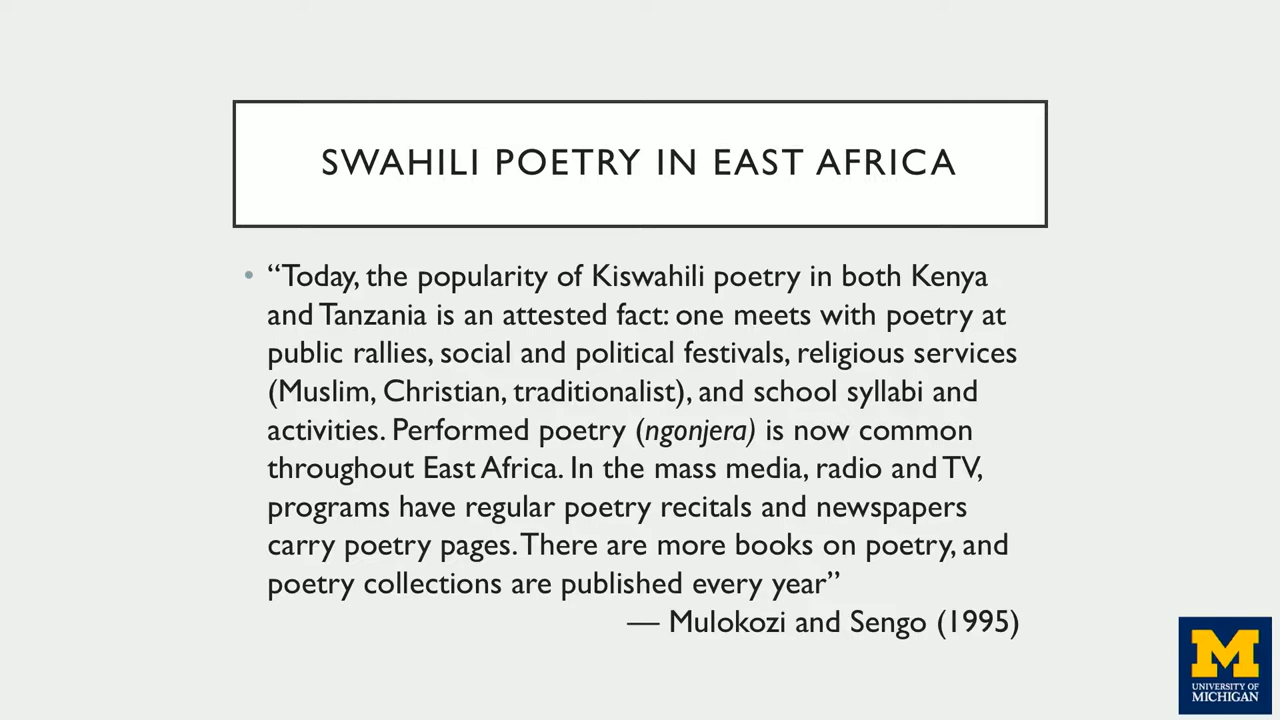 SWAHILI POETRY IN EAST AFRICA
• “Today, the popularity of Kiswahili poetry in both Kenya
and Tanzania is an attested fact: one meets with poetry at
public rallies, social and political festivals, religious services
(Muslim, Christian, traditionalist), and school syllabi and
activities. Performed poetry (ngonjera) is now common
throughout East Africa. In the mass media, radio and TV,
programs have regular poetry recitals and newspapers
carry poetry pages. There are more books on poetry, and
poetry collections are published every year”
— Mulokozi and Sengo (1995)
M
UNIVERSITY OF
MICHIGAN